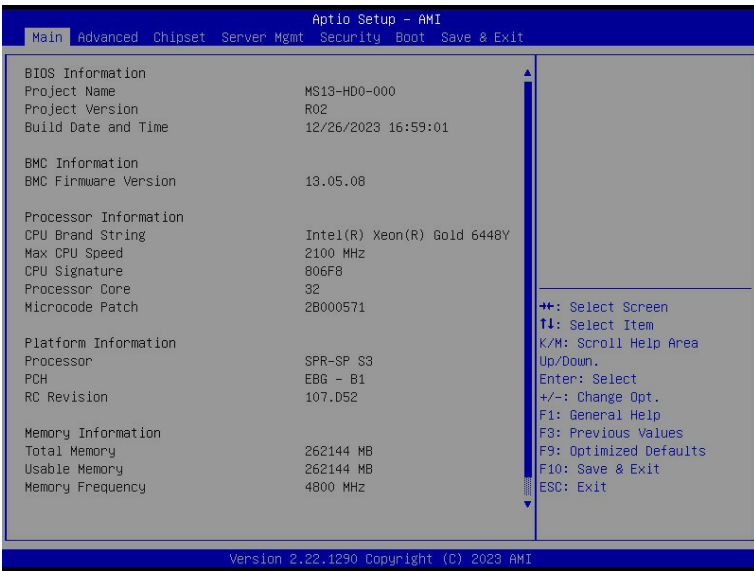 Aptio Setup – AMI
Main Advanced Chipset Server Mgmt Security Boot Save & Exit
BIOS Information
Project Name MS13-HD0-000
Project Version R02
Build Date and Time 12/26/2023 16:59:01
BMC Information
BMC Firmware Version 13.05.08
Processor Information
CPU Brand String Intel(R) Xeon(R) Gold 6448Y
Max CPU Speed 2100 MHz
CPU Signature 806F8
Processor Core 32
Microcode Patch 2B000571
Platform Information
Processor SPR-SP S3
PCH EBG – B1
RC Revision 107.D52
Memory Information
Total Memory 262144 MB
Usable Memory 262144 MB
Memory Frequency 4800 MHz
→←: Select Screen
↑↓: Select Item
K/M: Scroll Help Area
Up/Down.
Enter: Select
+/-: Change Opt.
F1: General Help
F3: Previous Values
F9: Optimized Defaults
F10: Save & Exit
ESC: Exit
Version 2.22.1290 Copyright (C) 2023 AMI